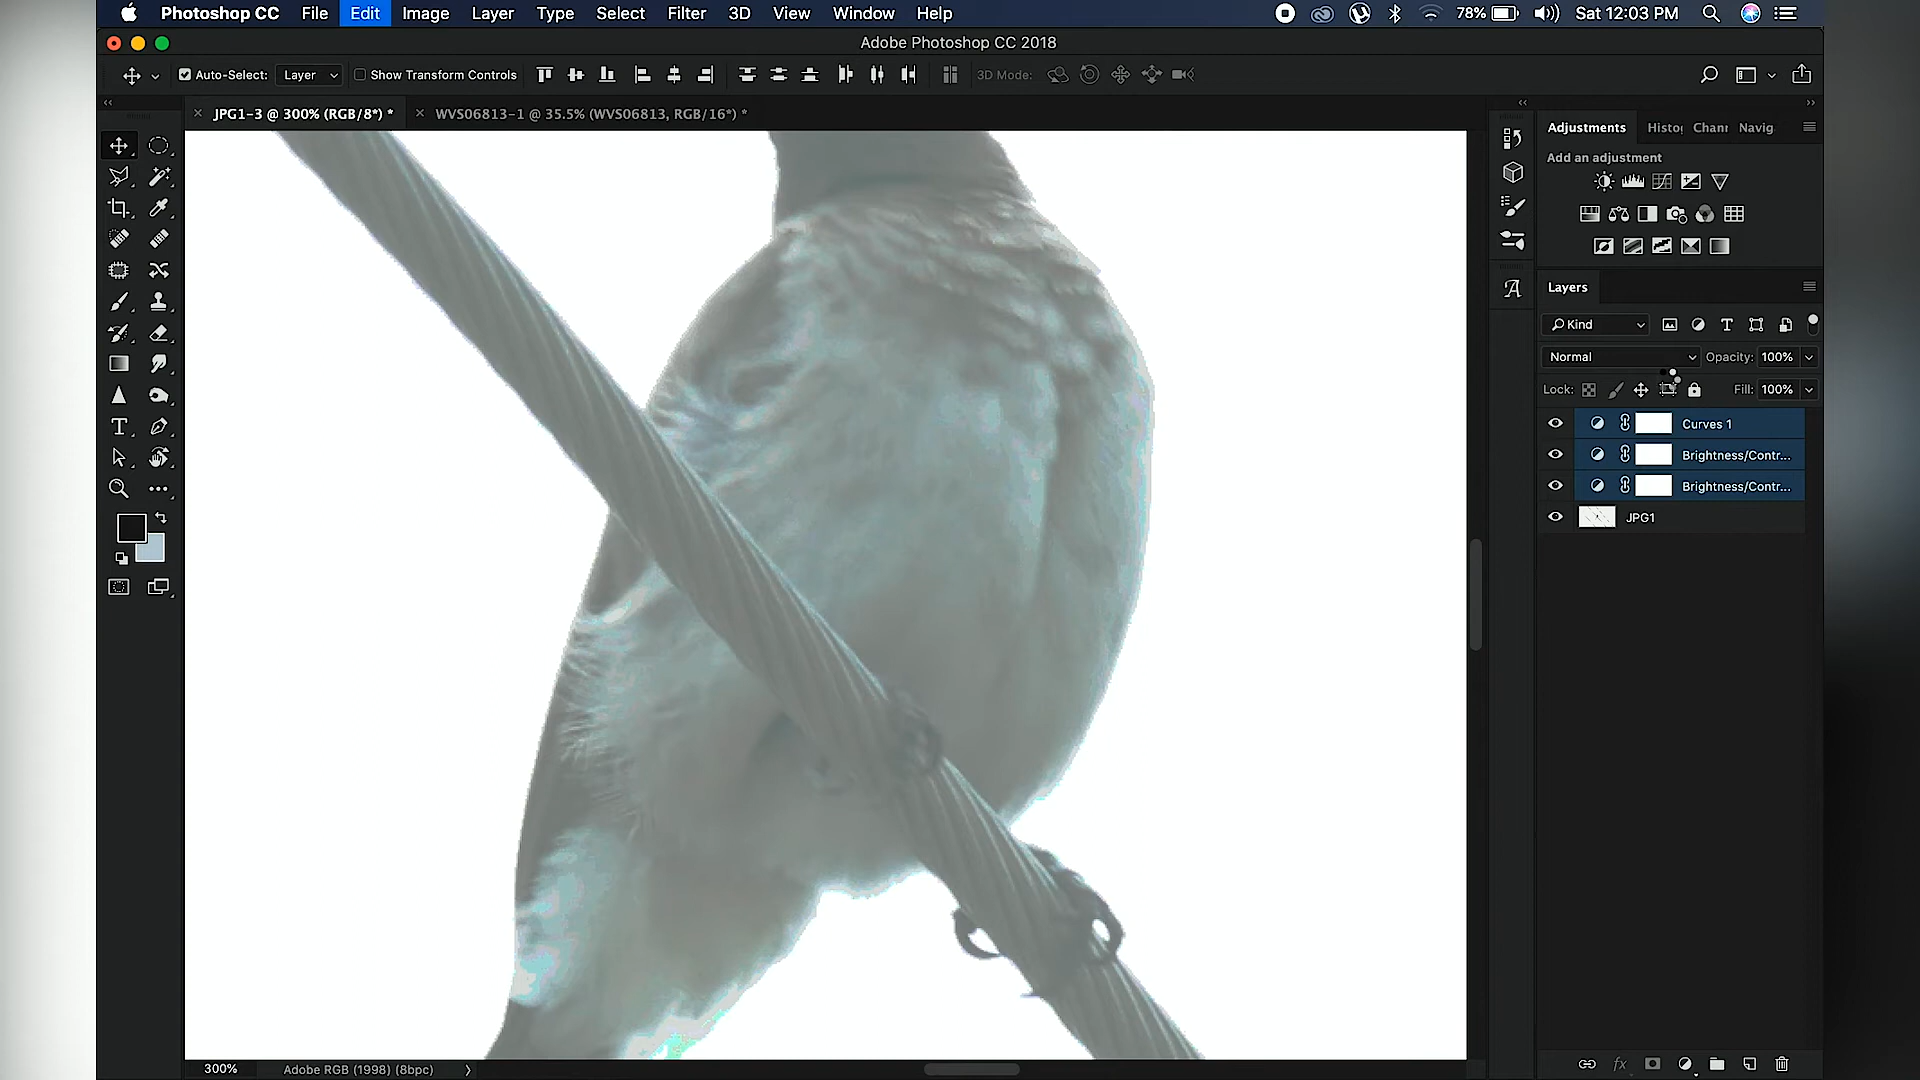 Photoshop CC File Edit Image Layer Type Select Filter 3D View Window Help 78% Sat 12:03 PM
Adobe Photoshop CC 2018
Auto-Select: Layer Show Transform Controls 3D Mode:
JPG1-3 @ 300% (RGB/8*) * WVS06813-1 @ 35.5% (WVS06813, RGB/16*) *
Adjustments Histo Chann Navig
Add an adjustment
Layers
Kind
Normal Opacity: 100%
Lock: Fill: 100%
Curves 1
Brightness/Contr...
Brightness/Contr...
JPG1
300% Adobe RGB (1998) (8bpc)